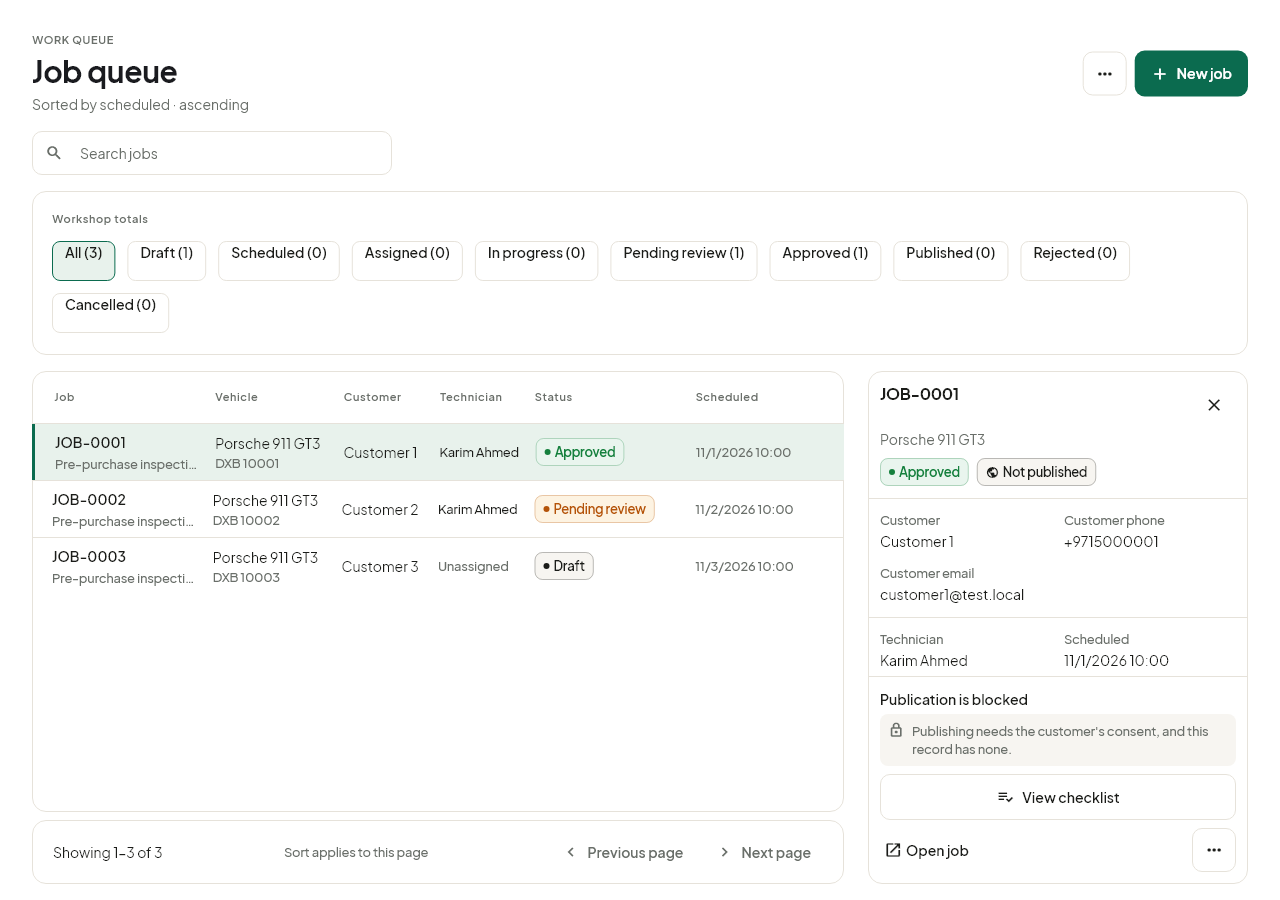 WORK QUEUE
Job queue
Sorted by scheduled · ascending
New job
Search jobs
Workshop totals
All (3)
Draft (1)
Scheduled (0)
Assigned (0)
In progress (0)
Pending review (1)
Approved (1)
Published (0)
Rejected (0)
Cancelled (0)
Job
Vehicle
Customer
Technician
Status
Scheduled
JOB-0001
Pre-purchase inspecti...
Porsche 911 GT3
DXB 10001
Customer 1
Karim Ahmed
Approved
11/1/2026 10:00
JOB-0002
Pre-purchase inspecti...
Porsche 911 GT3
DXB 10002
Customer 2
Karim Ahmed
Pending review
11/2/2026 10:00
JOB-0003
Pre-purchase inspecti...
Porsche 911 GT3
DXB 10003
Customer 3
Unassigned
Draft
11/3/2026 10:00
Showing 1–3 of 3
Sort applies to this page
Previous page
Next page
JOB-0001
Porsche 911 GT3
Approved
Not published
Customer
Customer 1
Customer phone
+9715000001
Customer email
customer1@test.local
Technician
Karim Ahmed
Scheduled
11/1/2026 10:00
Publication is blocked
Publishing needs the customer's consent, and this
record has none.
View checklist
Open job